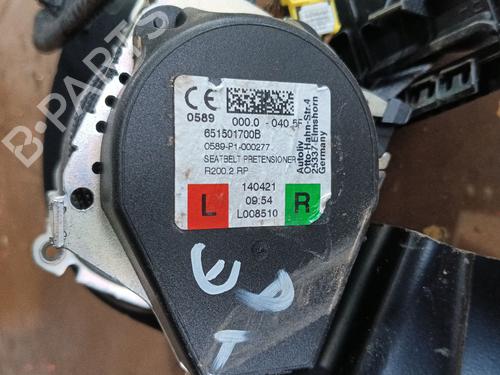 B-PARTS
CE
0589 000.0 - 040.5
651501700B
0589-P1-000277
SEATBELT PRETENSIONER
R200.2 RP
140421
09:54
L008510
L
R
Autoliv
Otto-Hahn-Str.4
25337 Elmshorn
Germany